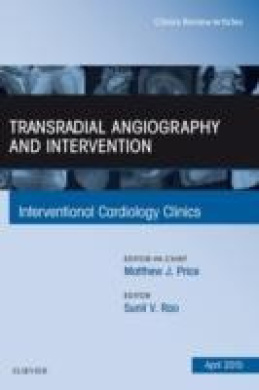 Clinics Review Articles
TRANSRADIAL ANGIOGRAPHY
AND INTERVENTION
Interventional Cardiology Clinics
EDITOR-IN-CHIEF
Matthew J. Price
EDITOR
Sunil V. Rao
ELSEVIER
April 2015